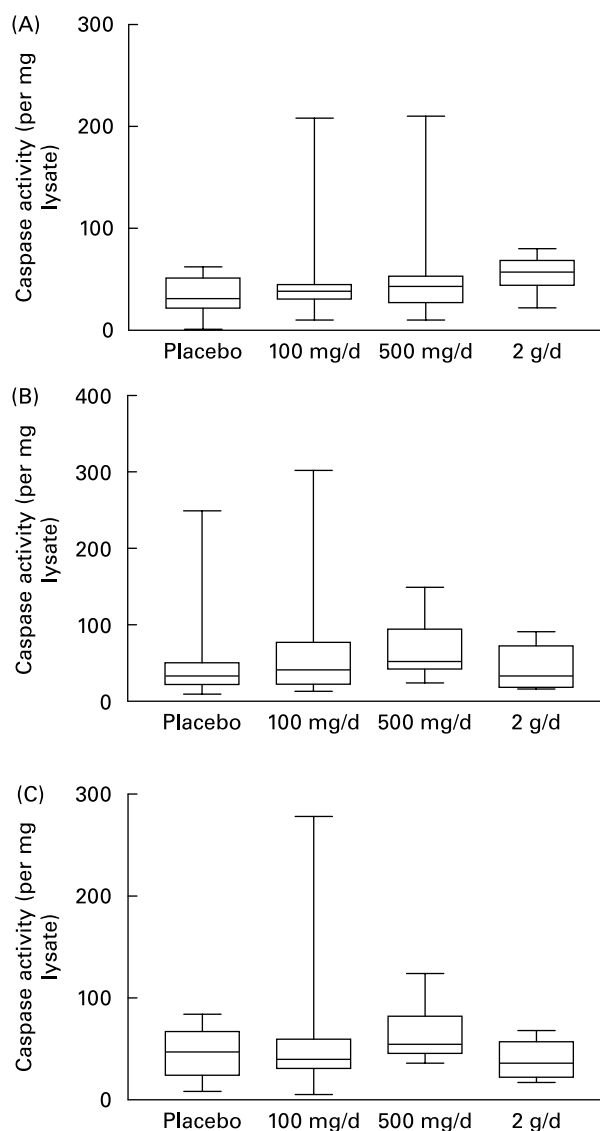 (A)
Caspase activity (per mg
lysate)
300
200
100
0
Placebo 100 mg/d 500 mg/d 2 g/d
(B)
Caspase activity (per mg
lysate)
400
300
200
100
0
Placebo 100 mg/d 500 mg/d 2 g/d
(C)
Caspase activity (per mg
lysate)
300
200
100
0
Placebo 100 mg/d 500 mg/d 2 g/d